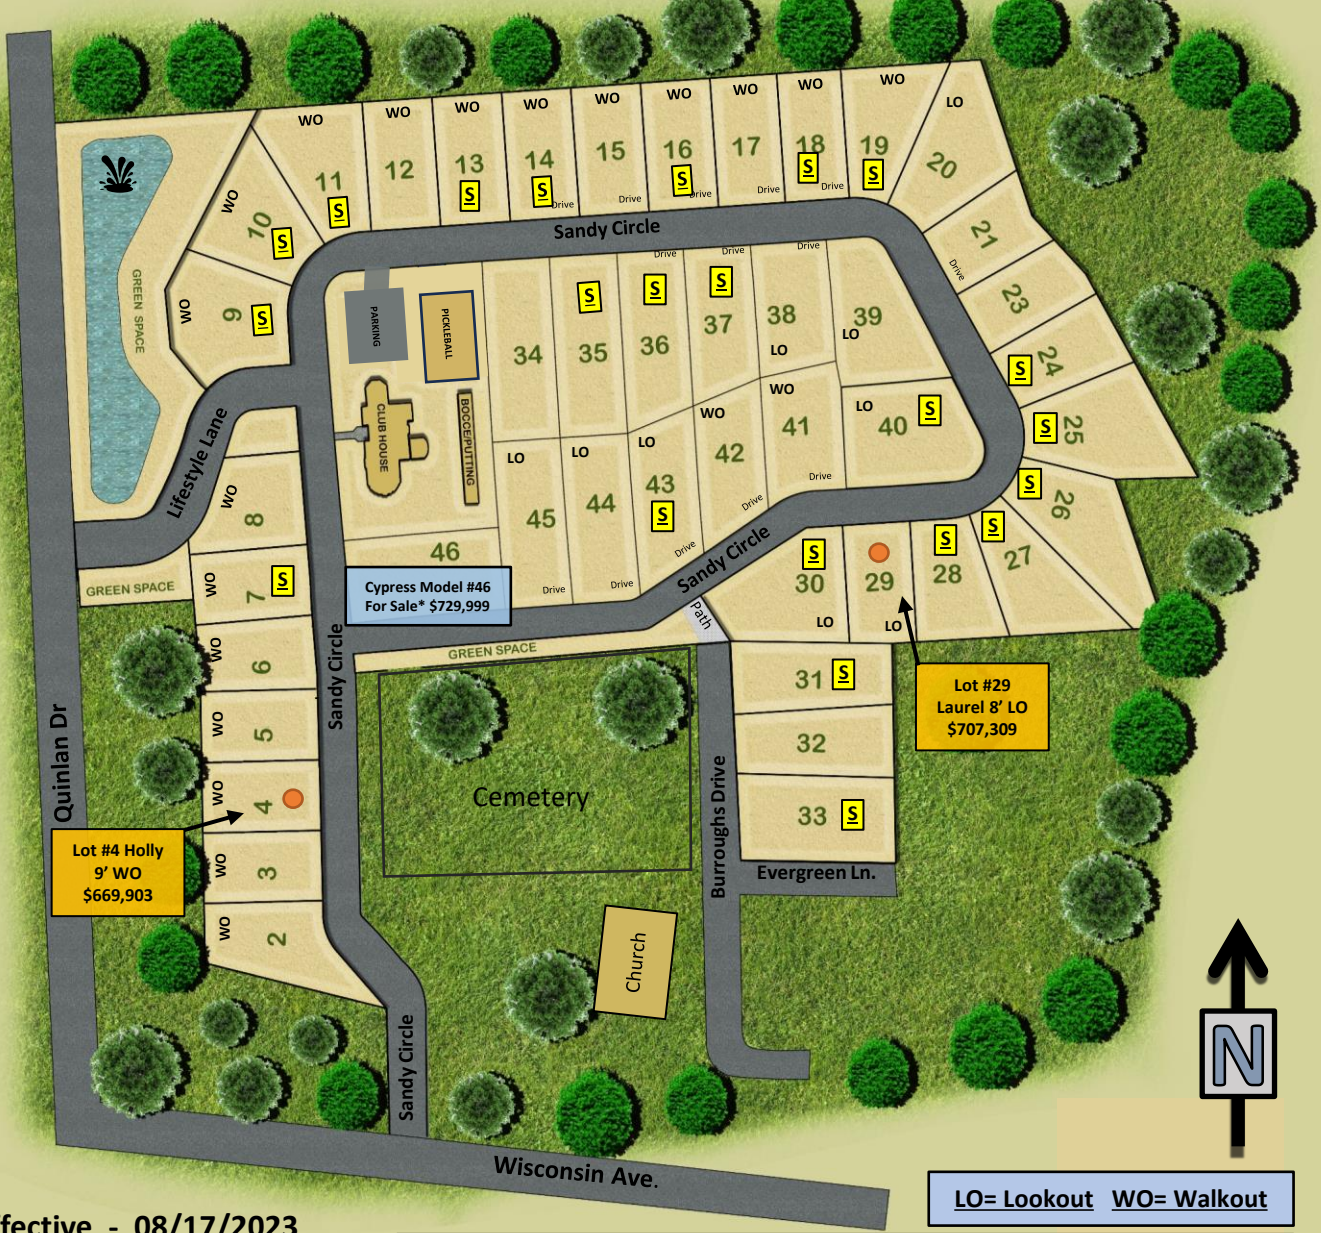 WO
WO
WO
WO
WO
WO
WO
WO
WO
LO
11
12
13
14
15
16
17
18
19
20
S
S
S
S
S
S
Drive
Drive
Drive
Drive
Drive
Sandy Circle
WO
10
S
WO
9
S
GREEN SPACE
21
Drive
23
24
S
25
S
26
S
27
S
PARKING
PICKLEBALL
CLUB HOUSE
BOCCE/PUTTING
Drive
Drive
Drive
34
35
S
36
S
37
S
38
LO
39
LO
LO
45
Drive
LO
44
Drive
LO
43
S
Drive
WO
42
Drive
WO
41
Drive
LO
40
S
46
Cypress Model #46
For Sale* $729,999
Sandy Circle
Path
30
S
LO
29
LO
28
S
Lifestyle Lane
GREEN SPACE
WO
8
WO
7
S
WO
6
WO
5
WO
4
WO
3
WO
2
Sandy Circle
GREEN SPACE
Quinlan Dr
Lot #4 Holly
9’ WO
$669,903
Cemetery
Burroughs Drive
31
S
32
33
S
Evergreen Ln.
Lot #29
Laurel 8’ LO
$707,309
Church
Sandy Circle
Wisconsin Ave.
N
LO= Lookout WO= Walkout
ffective - 08/17/2023